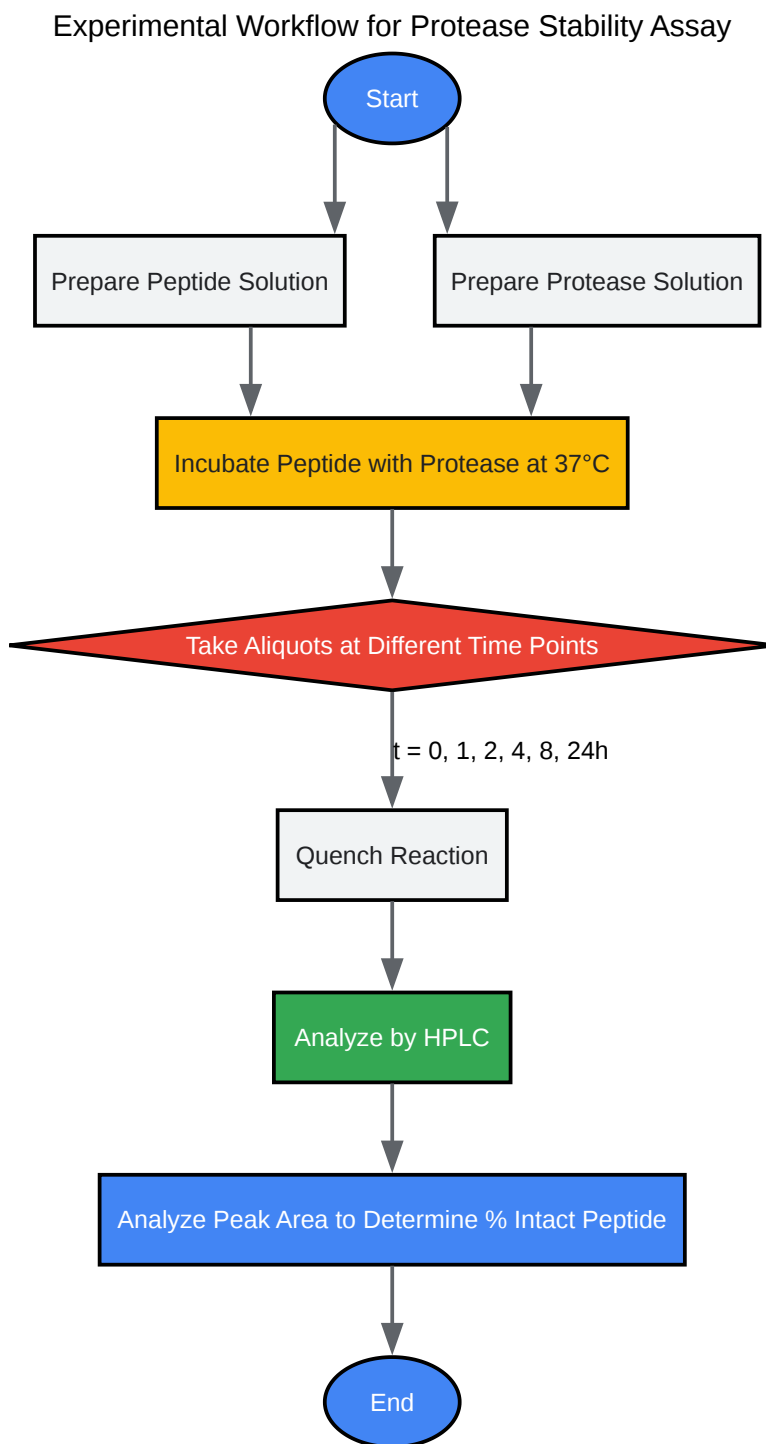 Experimental Workflow for Protease Stability Assay
Start
Prepare Peptide Solution
Prepare Protease Solution
Incubate Peptide with Protease at 37°C
Take Aliquots at Different Time Points
t = 0, 1, 2, 4, 8, 24h
Quench Reaction
Analyze by HPLC
Analyze Peak Area to Determine % Intact Peptide
End